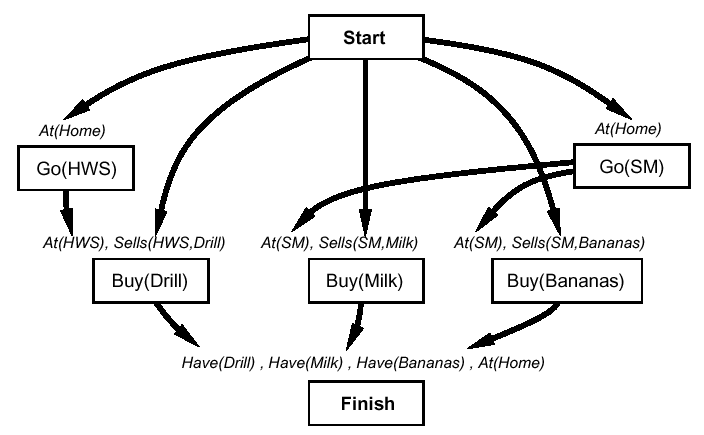 Start
At(Home)
At(Home)
Go(HWS)
Go(SM)
At(HWS), Sells(HWS,Drill)
At(SM), Sells(SM,Milk)
At(SM), Sells(SM,Bananas)
Buy(Drill)
Buy(Milk)
Buy(Bananas)
Have(Drill) , Have(Milk) , Have(Bananas) , At(Home)
Finish